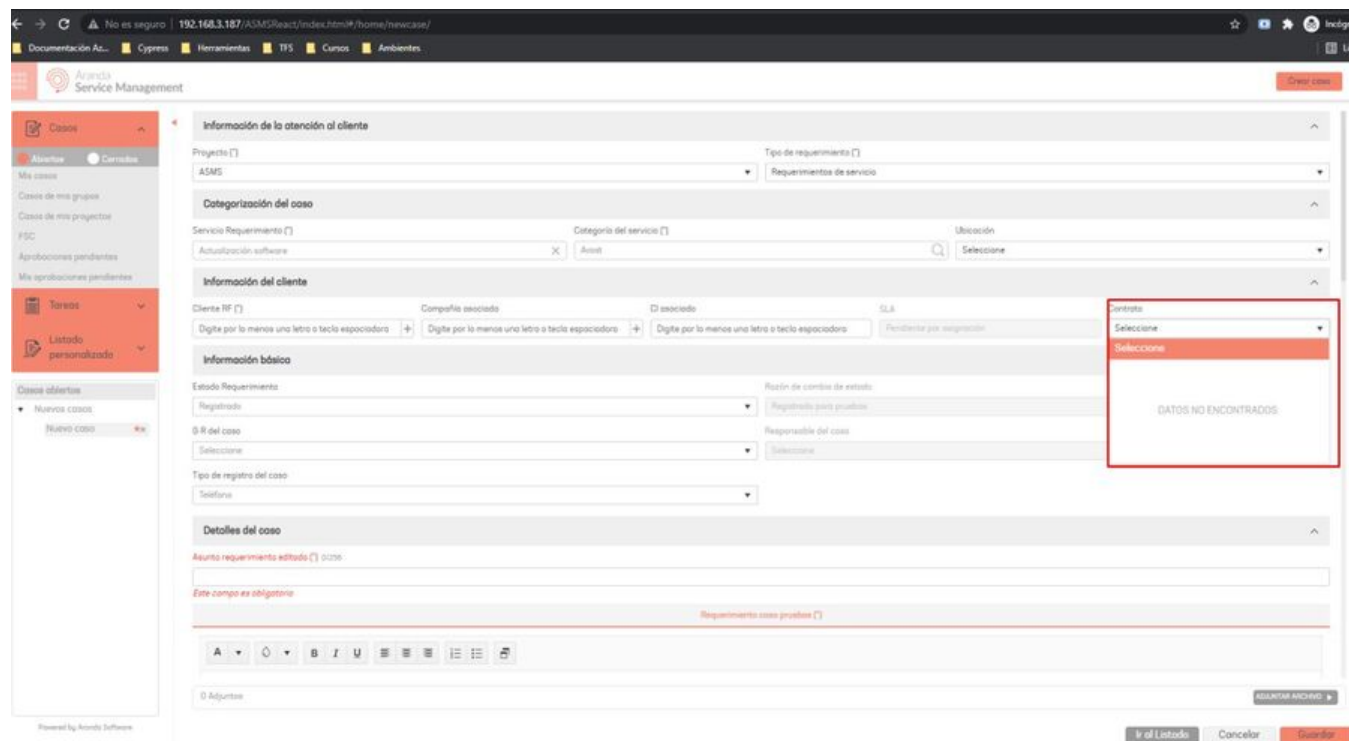 No es seguro | 192.168.3.187/ASMSReact/index.html#/home/newcase/
Incóg
Documentación Az... Cypress Herramientas TFS Cursos Ambientes
Aranda
Service Management
Crear caso
Casos
Abiertos Cerrados
Mis casos
Casos de mis grupos
Casos de mis proyectos
FSC
Aprobaciones pendientes
Mis aprobaciones pendientes
Tareas
Listado
personalizado
Casos abiertos
Nuevos casos
Nuevo caso
Powered by Aranda Software
Información de la atención al cliente
Proyecto (*) Tipo de requerimiento (*)
ASMS Requerimientos de servicio
Categorización del caso
Servicio Requerimiento (*) Categoría del servicio (*) Ubicación
Actualización software Seleccione
Información del cliente
Cliente RF (*) Compañía asociada CI asociado SLA Contrato
Digite por lo menos una letra o tecla espaciadora Digite por lo menos una letra o tecla espaciadora Digite por lo menos una letra o tecla espaciadora Pendiente por asignación Seleccione
Seleccione
DATOS NO ENCONTRADOS
Información básica
Estado Requerimiento Razón de cambio de estado
Registrado Registrado para pruebas
G-R del caso Responsable del caso
Seleccione Seleccione
Tipo de registro del caso
Teléfono
Detalles del caso
Asunto requerimiento editado (*) 0/256
Este campo es obligatorio
Requerimiento caso pruebas (*)
A B I U
0 Adjuntos ADJUNTAR ARCHIVO
Ir al Listado Cancelar Guardar